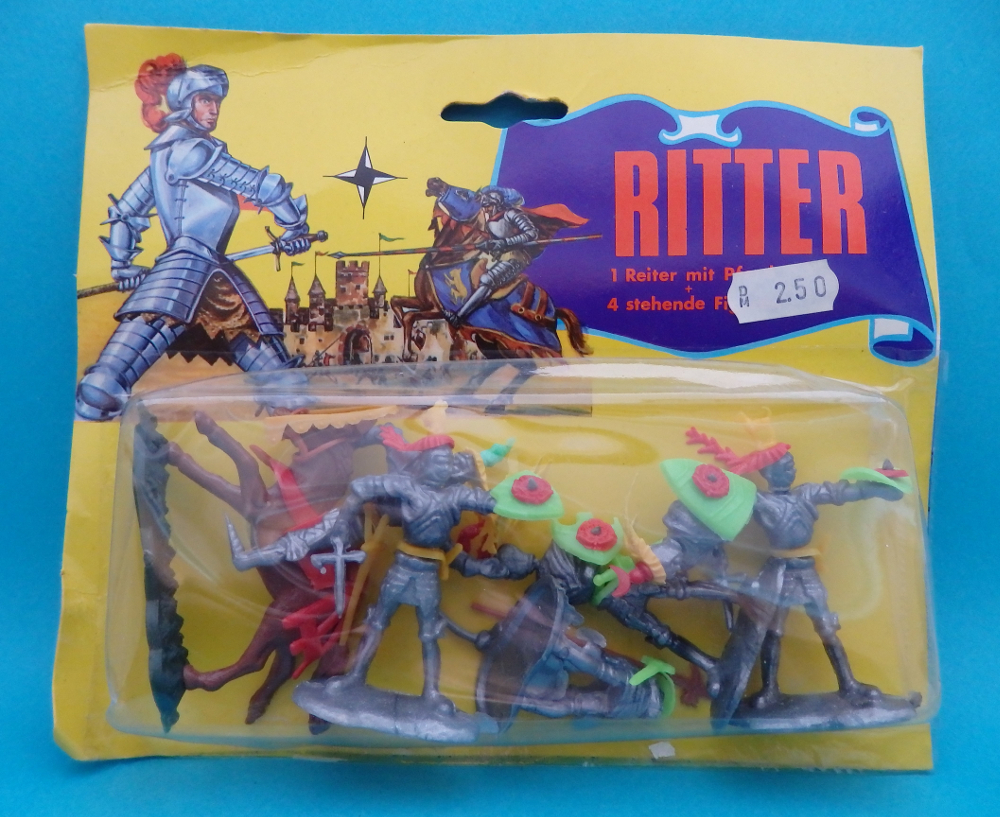 RITTER
1 Reiter mit
+
4 stehende
DM 2.50